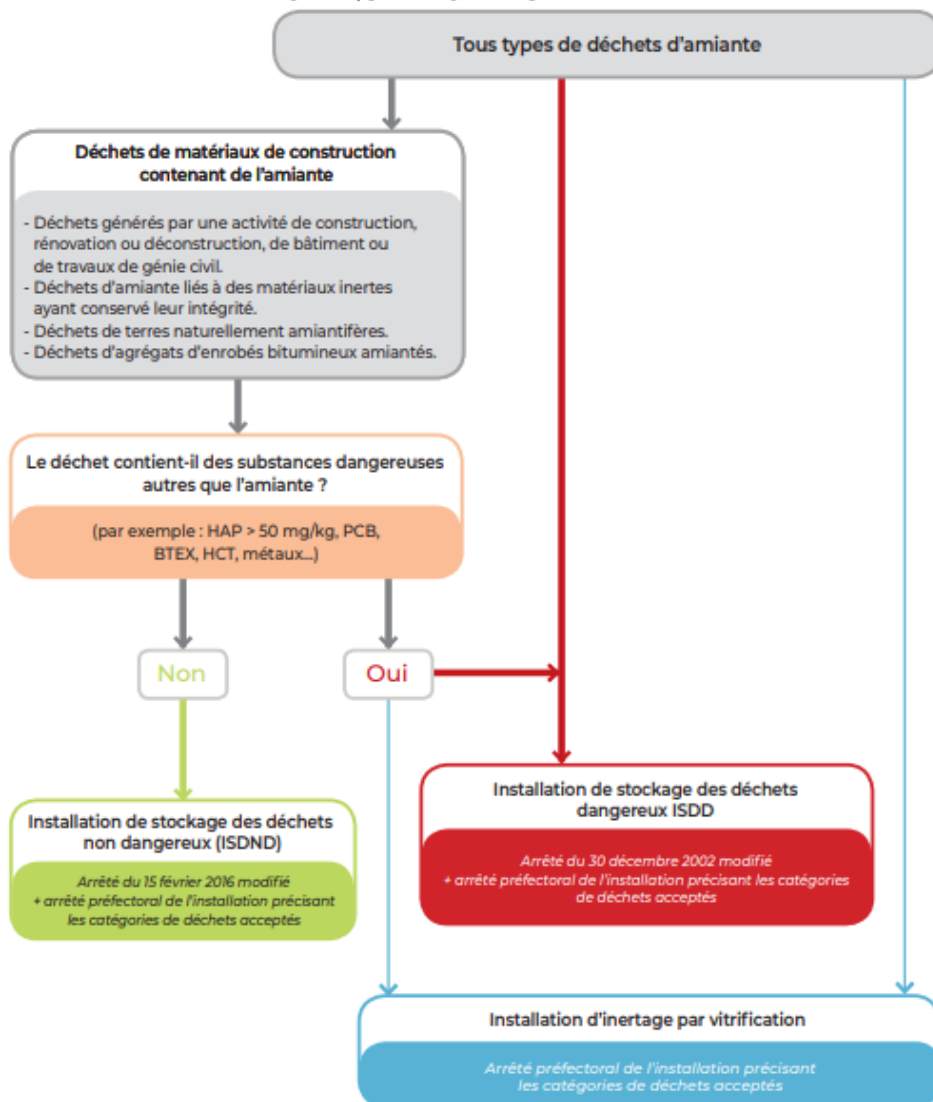 Tous types de déchets d'amiante
Déchets de matériaux de construction
contenant de l'amiante
- Déchets générés par une activité de construction,
rénovation ou déconstruction, de bâtiment ou
de travaux de génie civil.
- Déchets d'amiante liés à des matériaux inertes
ayant conservé leur intégrité.
- Déchets de terres naturellement amiantifères.
- Déchets d'agrégats d'enrobés bitumineux amiantés.
Le déchet contient-il des substances dangereuses
autres que l'amiante ?
(par exemple : HAP > 50 mg/kg, PCB,
BTEX, HCT, métaux...)
Non
Oui
Installation de stockage des déchets
non dangereux (ISDND)
Arrêté du 15 février 2016 modifié
+ arrêté préfectoral de l'installation précisant
les catégories de déchets acceptés
Installation de stockage des déchets
dangereux ISDD
Arrêté du 30 décembre 2002 modifié
+ arrêté préfectoral de l'installation précisant les catégories
de déchets acceptés
Installation d'inertage par vitrification
Arrêté préfectoral de l'installation précisant
les catégories de déchets acceptés